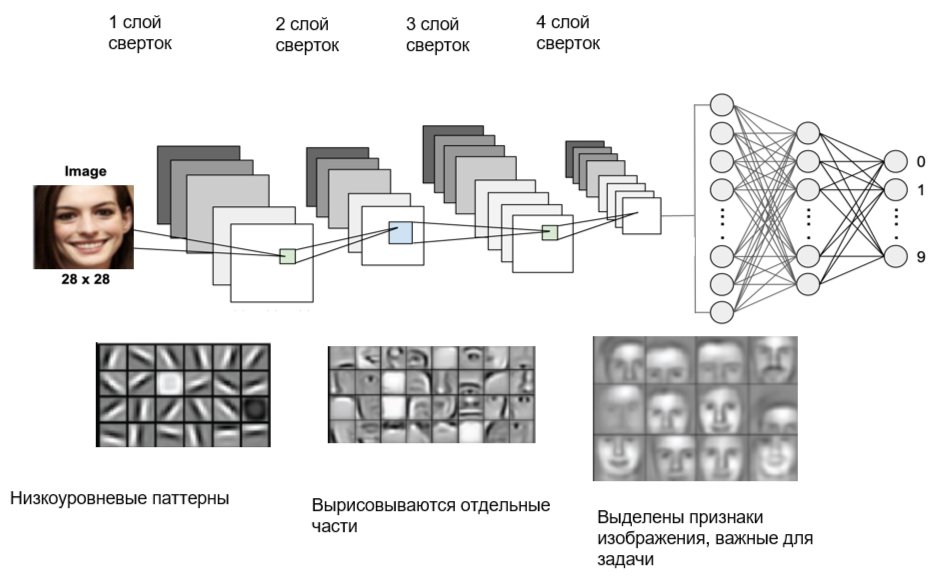 1 слой
сверток
2 слой
сверток
3 слой
сверток
4 слой
сверток
Image
28 x 28
0
1
9
Низкоуровневые паттерны
Вырисовываются отдельные
части
Выделены признаки
изображения, важные для
задачи